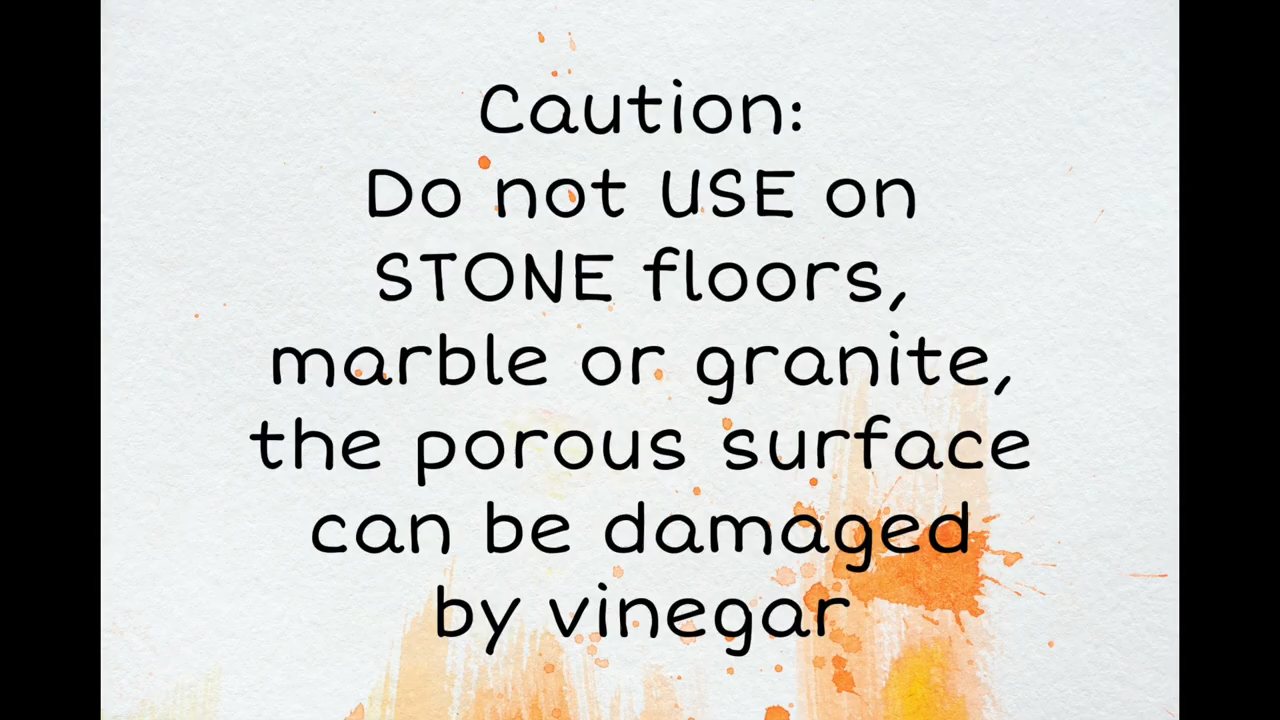 Caution:
Do not USE on
STONE floors,
marble or granite,
the porous surface
can be damaged
by vinegar